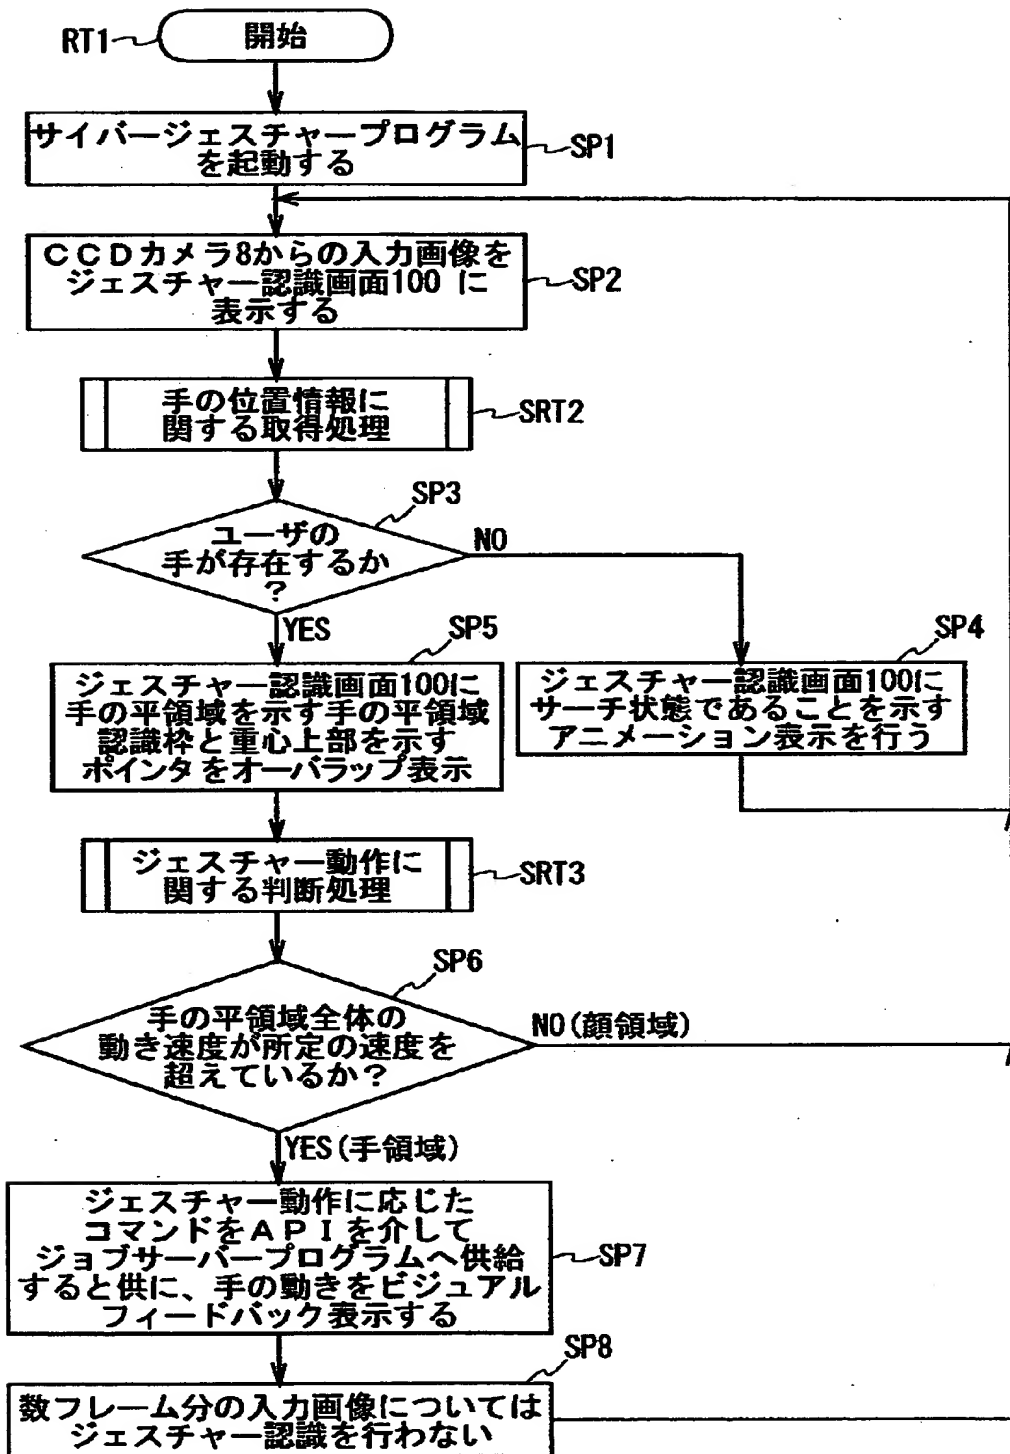 RT1
開始
サイバージェスチャープログラム
を起動する
SP1
CCDカメラ8からの入力画像を
ジェスチャー認識画面100 に
表示する
SP2
手の位置情報に
関する取得処理
SRT2
SP3
ユーザの
手が存在するか
?
NO
YES
SP5
SP4
ジェスチャー認識画面100に
手の平領域を示す手の平領域
認識枠と重心上部を示す
ポインタをオーバラップ表示
ジェスチャー認識画面100に
サーチ状態であることを示す
アニメーション表示を行う
ジェスチャー動作に
関する判断処理
SRT3
SP6
手の平領域全体の
動き速度が所定の速度を
超えているか?
NO(顔領域)
YES(手領域)
ジェスチャー動作に応じた
コマンドをAPIを介して
ジョブサーバープログラムへ供給
すると供に、手の動きをビジュアル
フィードバック表示する
SP7
SP8
数フレーム分の入力画像については
ジェスチャー認識を行わない